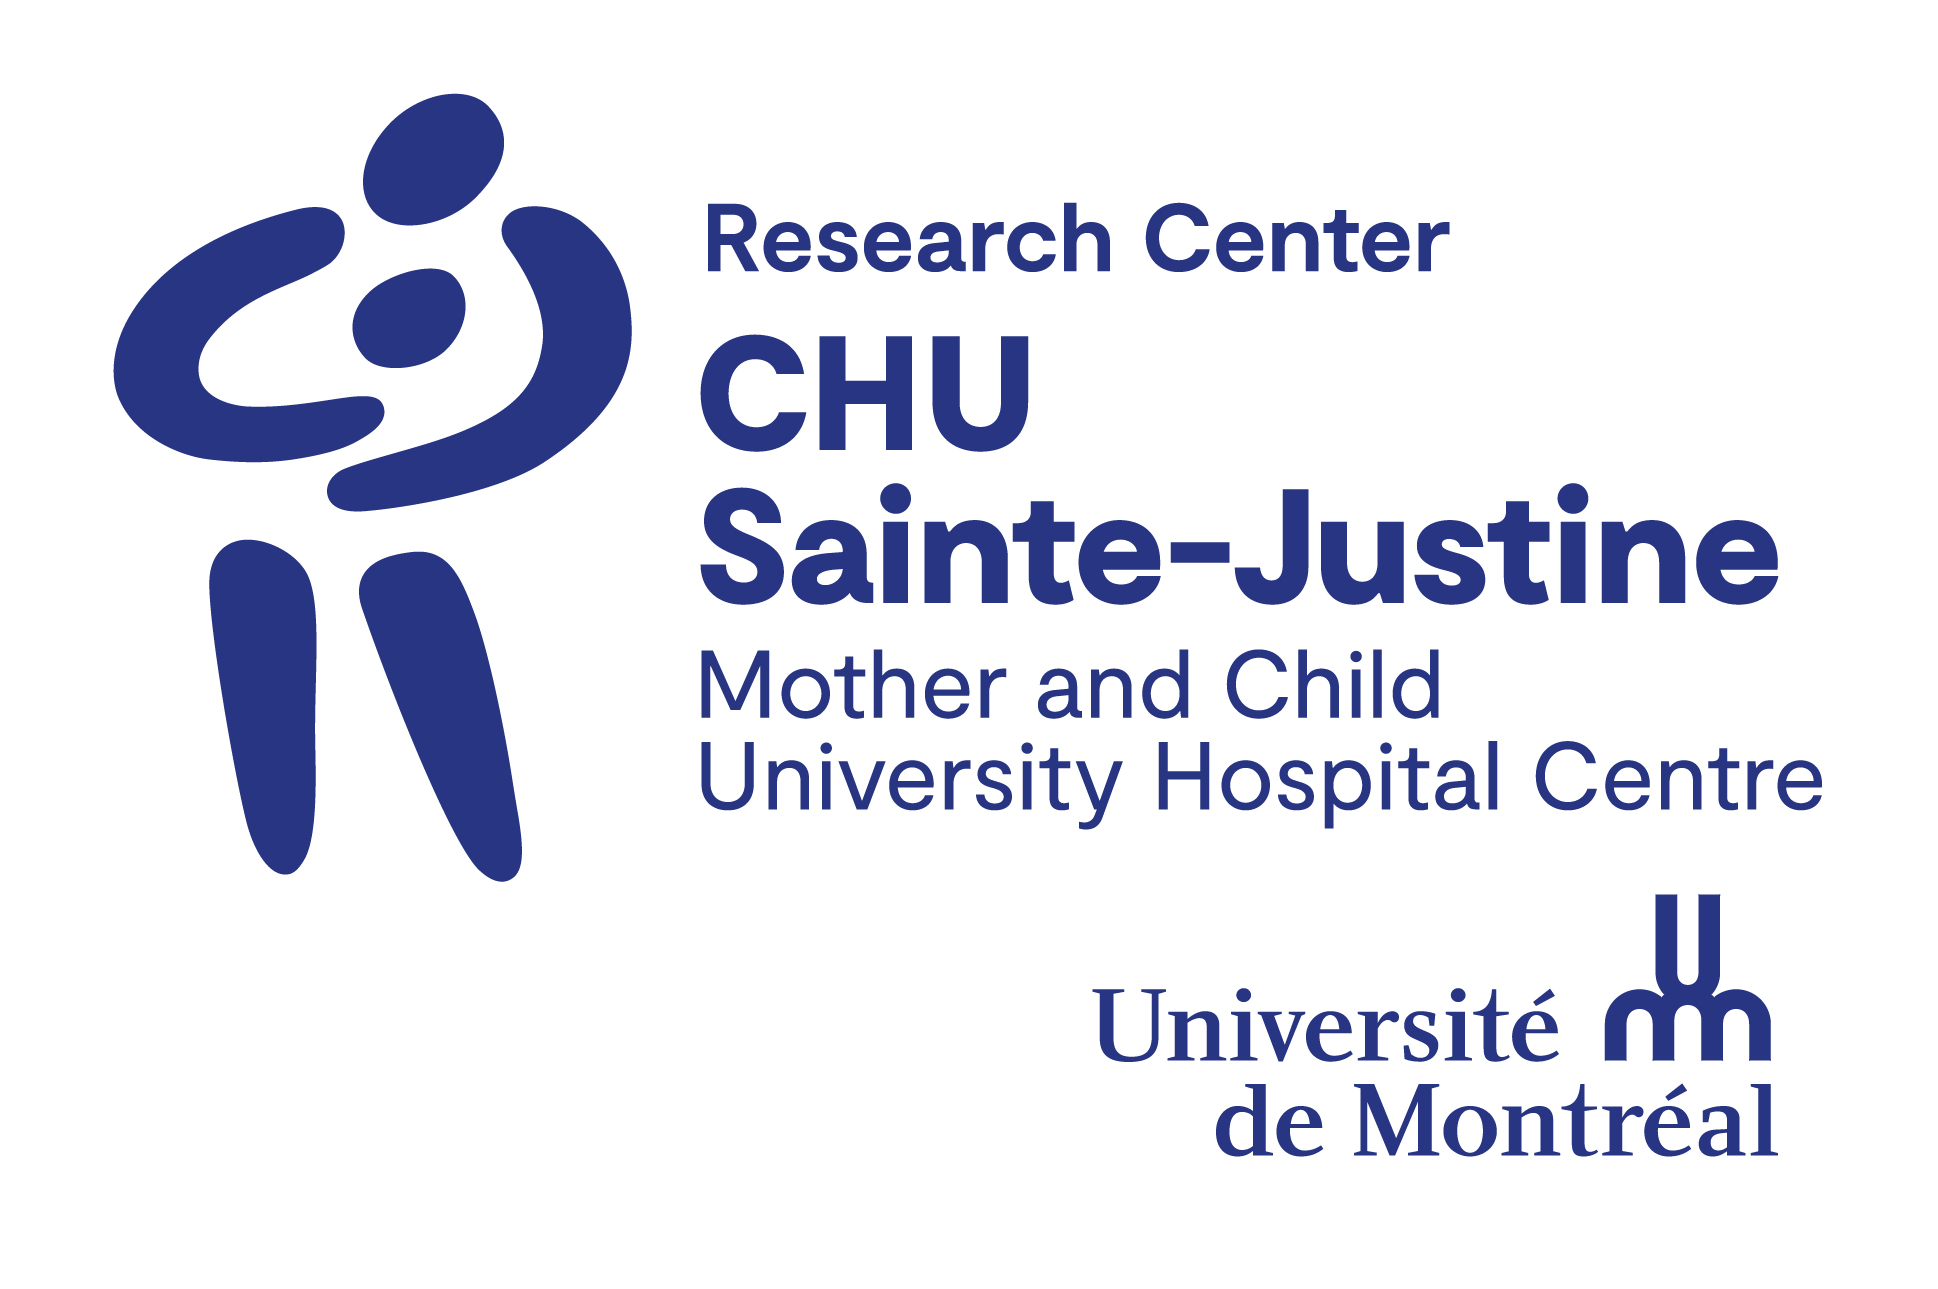 Research Center
CHU
Sainte-Justine
Mother and Child
University Hospital Centre
Université
de Montréal